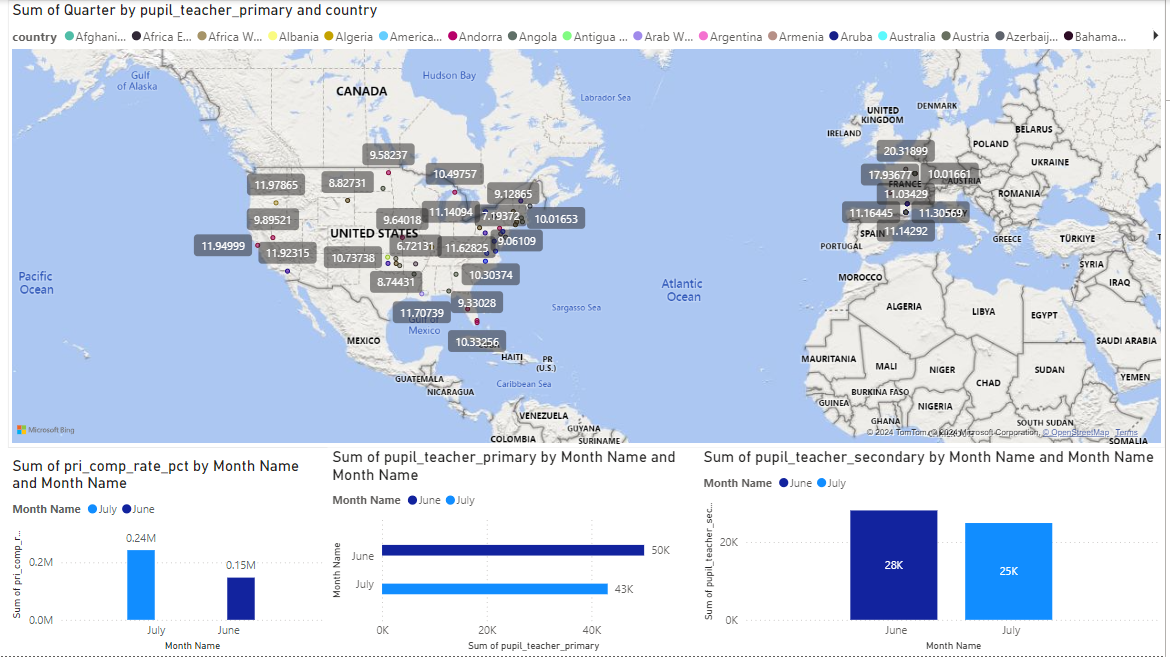 Sum of Quarter by pupil_teacher_primary and country
country Afghani... Africa E... Africa W... Albania Algeria America... Andorra Angola Antigua ... Arab W... Argentina Armenia Aruba Australia Austria Azerbaij... Bahama...
Gulf
of Alaska
Hudson Bay
CANADA
Labrador Sea
UNITED
KINGDOM
DENMARK
IRELAND
BELARUS
POLAND
UKRAINE
FRANCE
AUSTRIA
ROMANIA
9.58237
10.49757
11.97865
8.82731
9.12865
20.31899
17.93677
10.01661
11.03429
9.89521
9.64018
11.14094
7.19372
10.01653
11.16445
11.30569
11.14292
UNITED STATES
SPAIN
PORTUGAL
GREECE
TÜRKIYE
11.94999
11.92315
10.73738
6.72131
11.62825
9.06109
SYRIA
IRAQ
Pacific
Ocean
8.74431
10.30374
Atlantic
Ocean
MOROCCO
ALGERIA
LIBYA
EGYPT
11.70739
9.33028
Sargasso Sea
Gulf of
Mexico
MEXICO
10.33256
SAUDI ARABIA
HAITI
PR
(U.S.)
MAURITANIA
MALI
NIGER
CHAD
SUDAN
YEMEN
GUATEMALA
NICARAGUA
Caribbean Sea
BURKINA FASO
GUINEA
NIGERIA
VENEZUELA
GUYANA
GHANA
SOUTH SUDAN
COLOMBIA
SURINAME
SOMALIA
Microsoft Bing
© 2024 TomTom, © 2024 Microsoft Corporation, © OpenStreetMap Terms
Sum of pri_comp_rate_pct by Month Name
and Month Name
Month Name July June
Sum of pri_comp_r...
0.24M
0.2M
0.15M
0.0M
July June
Month Name
Sum of pupil_teacher_primary by Month Name and
Month Name
Month Name June July
Month Name
June
50K
July
43K
0K 20K 40K
Sum of pupil_teacher_primary
Sum of pupil_teacher_secondary by Month Name and Month Name
Month Name June July
Sum of pupil_teacher_sec...
20K
28K
25K
0K
June July
Month Name